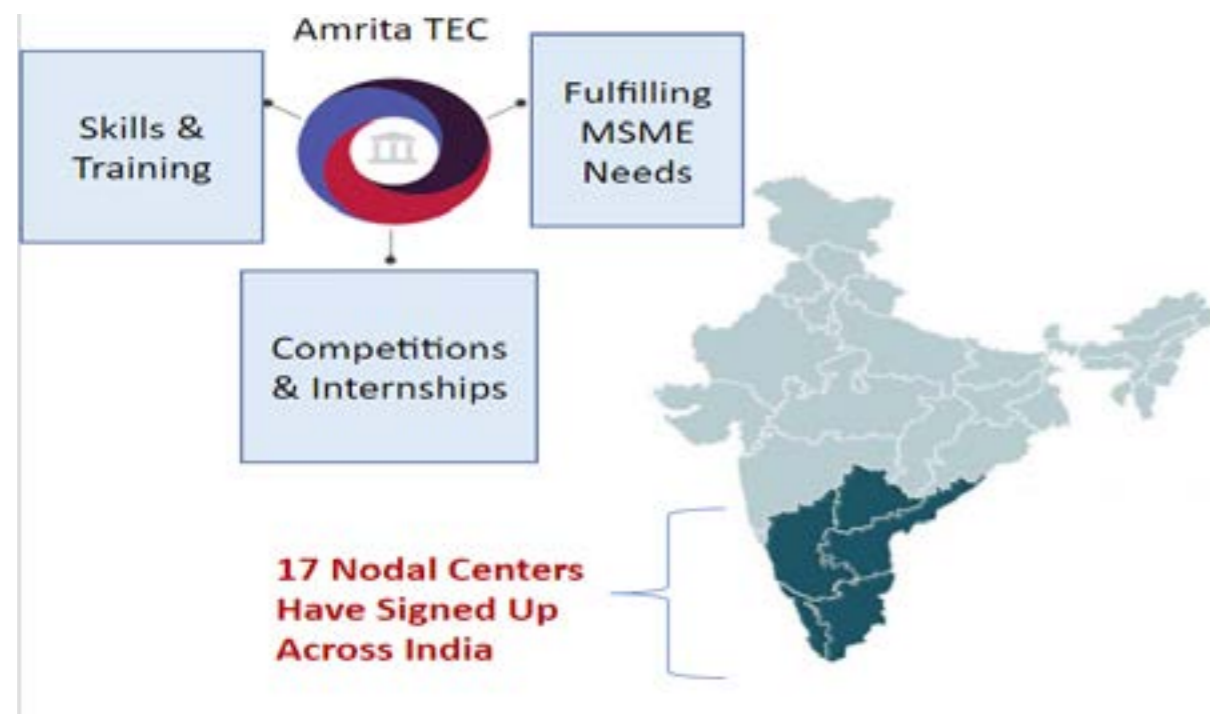 Amrita TEC
Skills &
Training
Fulfilling
MSME
Needs
Competitions
& Internships
17 Nodal Centers
Have Signed Up
Across India